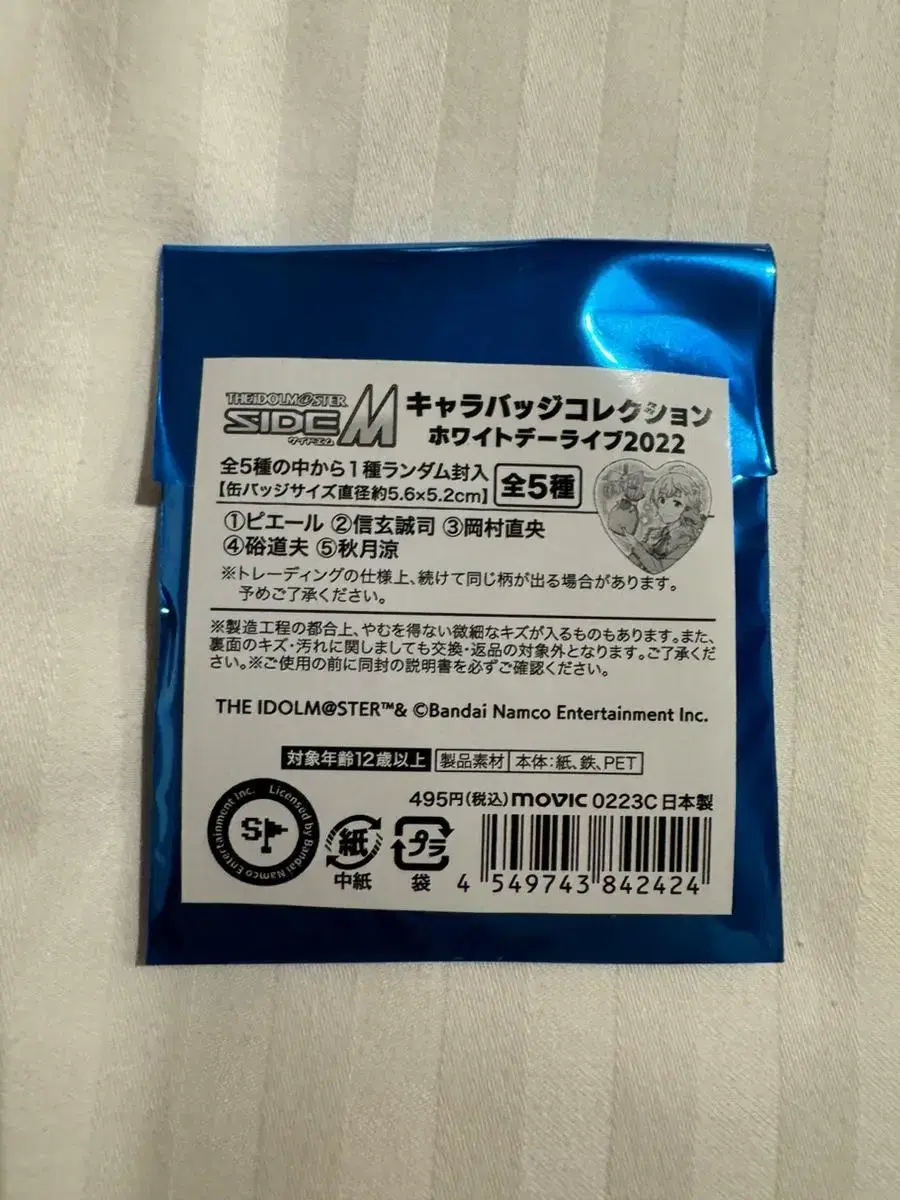 THE IDOLM@STER
SIDE M
サイドエム
キャラバッジコレクション
ホワイトデーライブ2022
全5種の中から1種ランダム封入
【缶バッジサイズ直径約5.6×5.2cm】
全5種
①ピエール ②信玄誠司 ③岡村直央
④硲道夫 ⑤秋月涼
※トレーディングの仕様上、続けて同じ柄が出る場合があります。
予めご了承ください。
※製造工程の都合上、やむを得ない微細なキズが入るものもあります。また、
裏面のキズ・汚れに関しましても交換・返品の対象外となります。ご了承くだ
さい。※ご使用の前に同封の説明書を必ずご確認ください。
THE IDOLM@STER™& ©Bandai Namco Entertainment Inc.
対象年齢12歳以上 製品素材 本体:紙、鉄、PET
495円(税込) movic 0223C 日本製
Licensed by Bandai Namco Entertainment Inc.
S
紙
中紙
プラ
袋
4 549743 842424